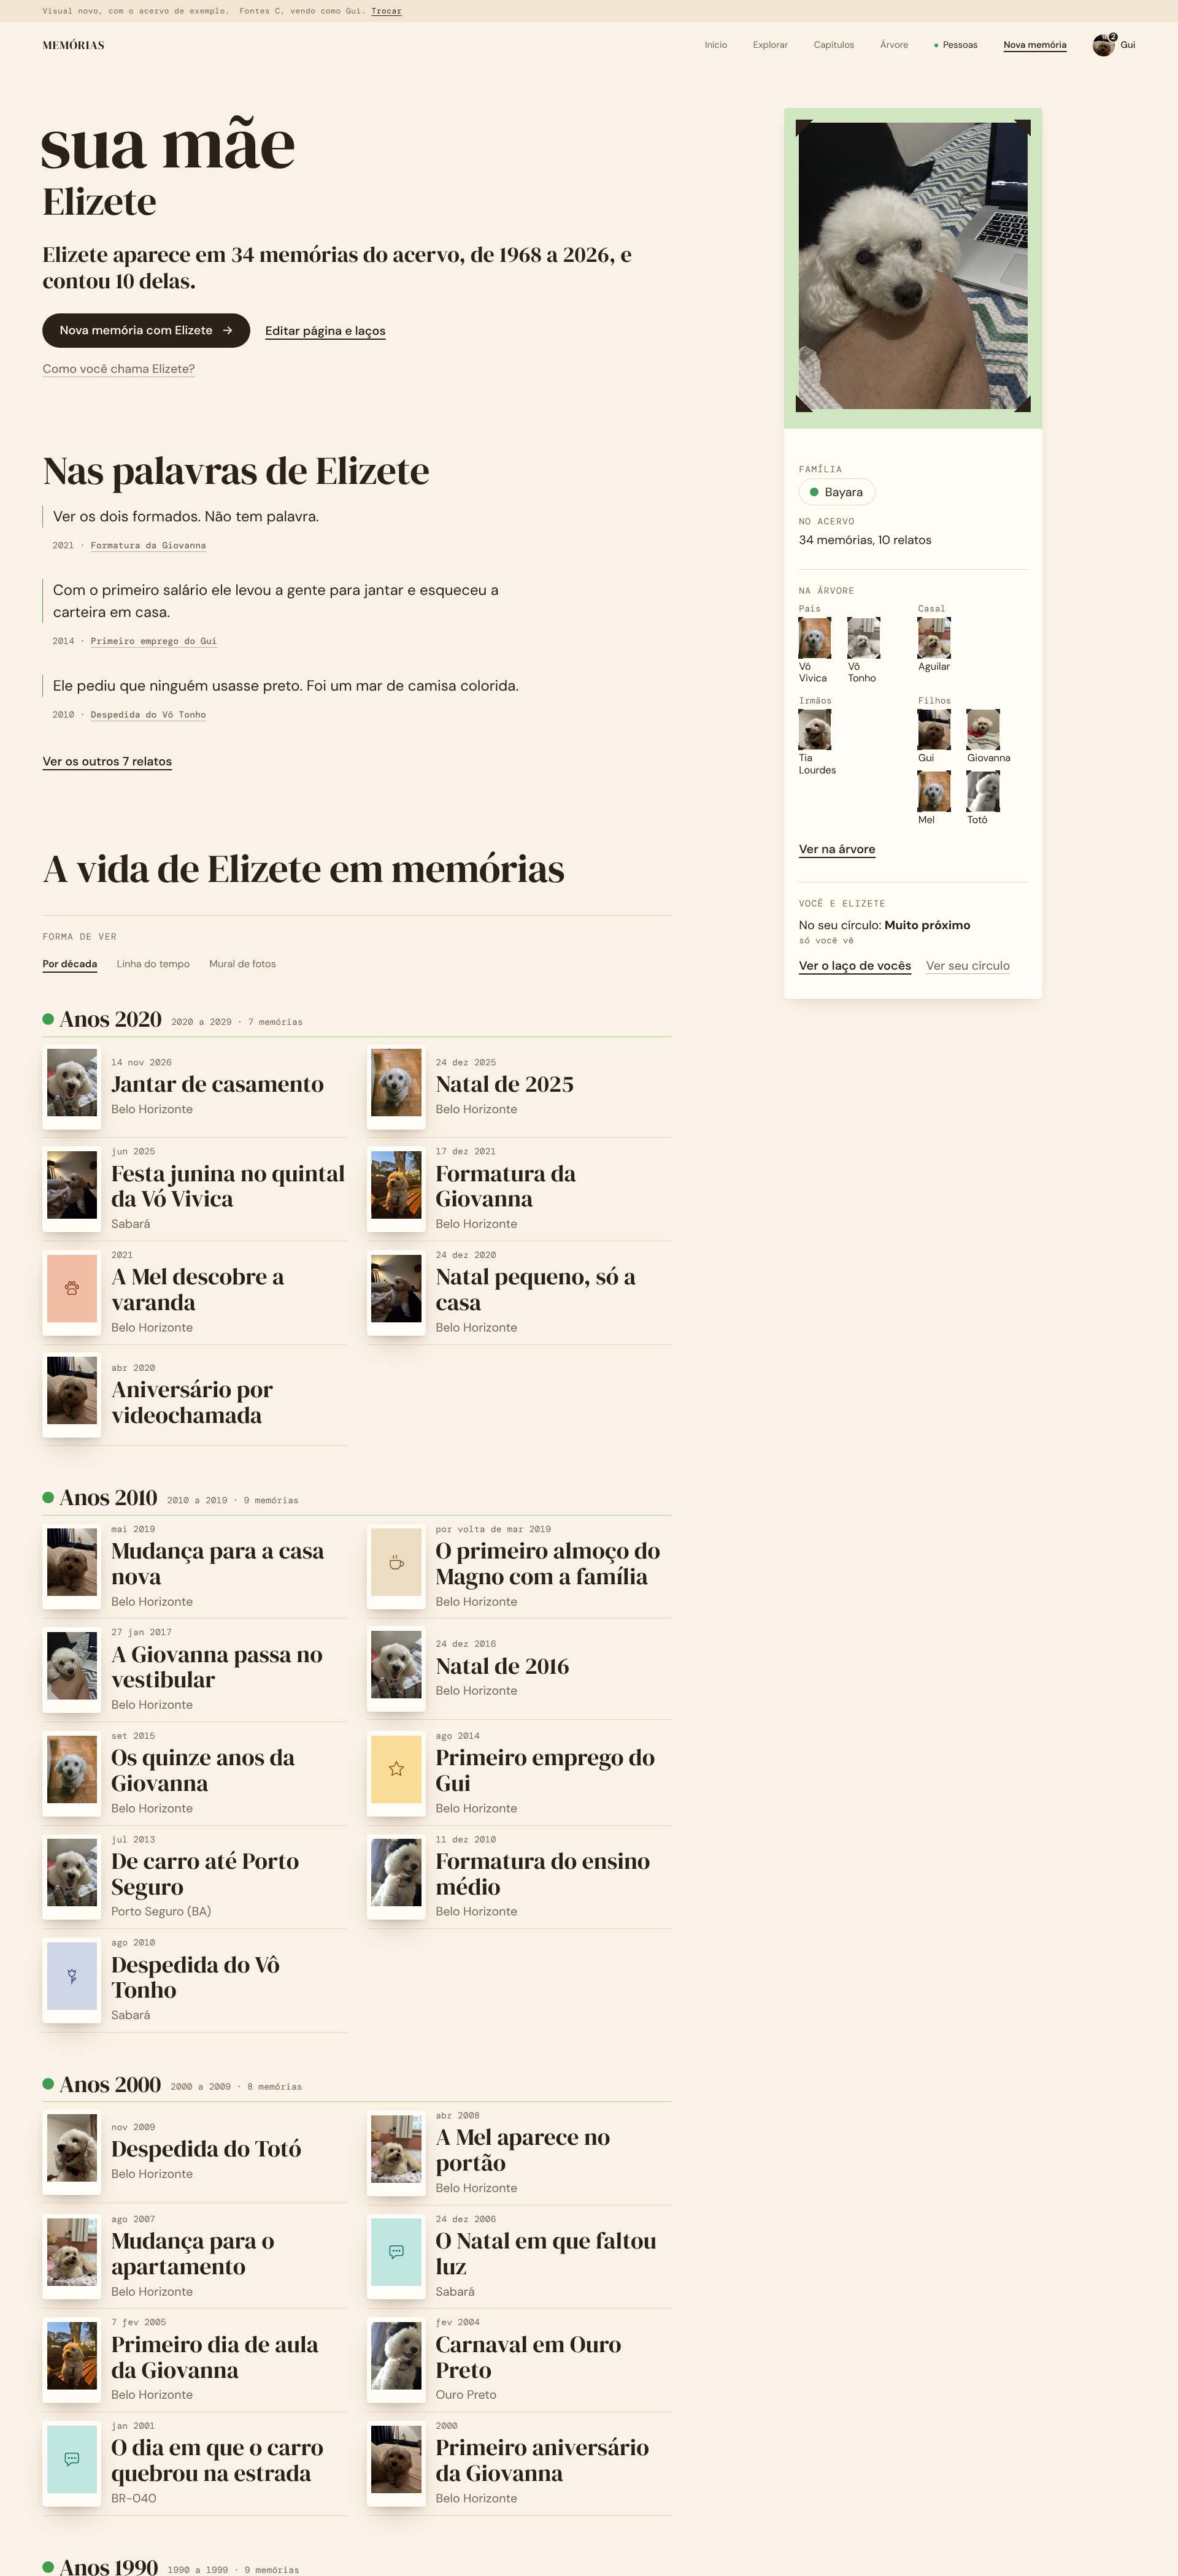 Visual novo, com o acervo de exemplo. Fontes C, vendo como Gui. Trocar
MEMÓRIAS
Início
Explorar
Capítulos
Árvore
Pessoas
Nova memória
2
Gui
sua mãe
Elizete
Elizete aparece em 34 memórias do acervo, de 1968 a 2026, e
contou 10 delas.
Nova memória com Elizete →
Editar página e laços
Como você chama Elizete?
Nas palavras de Elizete
Ver os dois formados. Não tem palavra.
2021 · Formatura da Giovanna
Com o primeiro salário ele levou a gente para jantar e esqueceu a
carteira em casa.
2014 · Primeiro emprego do Gui
Ele pediu que ninguém usasse preto. Foi um mar de camisa colorida.
2010 · Despedida do Vô Tonho
Ver os outros 7 relatos
FAMÍLIA
Bayara
NO ACERVO
34 memórias, 10 relatos
NA ÁRVORE
Pais
Vó
Vivica
Vô
Tonho
Casal
Aguilar
Irmãos
Tia
Lourdes
Filhos
Gui
Giovanna
Mel
Totó
Ver na árvore
VOCÊ E ELIZETE
No seu círculo: Muito próximo
só você vê
Ver o laço de vocês
Ver seu círculo
A vida de Elizete em memórias
FORMA DE VER
Por década
Linha do tempo
Mural de fotos
Anos 2020
2020 a 2029 · 7 memórias
14 nov 2026
Jantar de casamento
Belo Horizonte
24 dez 2025
Natal de 2025
Belo Horizonte
jun 2025
Festa junina no quintal
da Vó Vivica
Sabará
17 dez 2021
Formatura da
Giovanna
Belo Horizonte
2021
A Mel descobre a
varanda
Belo Horizonte
24 dez 2020
Natal pequeno, só a
casa
Belo Horizonte
abr 2020
Aniversário por
videochamada
Anos 2010
2010 a 2019 · 9 memórias
mai 2019
Mudança para a casa
nova
Belo Horizonte
por volta de mar 2019
O primeiro almoço do
Magno com a família
Belo Horizonte
27 jan 2017
A Giovanna passa no
vestibular
Belo Horizonte
24 dez 2016
Natal de 2016
Belo Horizonte
set 2015
Os quinze anos da
Giovanna
Belo Horizonte
ago 2014
Primeiro emprego do
Gui
Belo Horizonte
jul 2013
De carro até Porto
Seguro
Porto Seguro (BA)
11 dez 2010
Formatura do ensino
médio
Belo Horizonte
ago 2010
Despedida do Vô
Tonho
Sabará
Anos 2000
2000 a 2009 · 8 memórias
nov 2009
Despedida do Totó
Belo Horizonte
abr 2008
A Mel aparece no
portão
Belo Horizonte
ago 2007
Mudança para o
apartamento
Belo Horizonte
24 dez 2006
O Natal em que faltou
luz
Sabará
7 fev 2005
Primeiro dia de aula
da Giovanna
Belo Horizonte
fev 2004
Carnaval em Ouro
Preto
Ouro Preto
jan 2001
O dia em que o carro
quebrou na estrada
BR-040
2000
Primeiro aniversário
da Giovanna
Belo Horizonte
Anos 1990
1990 a 1999 · 9 memórias